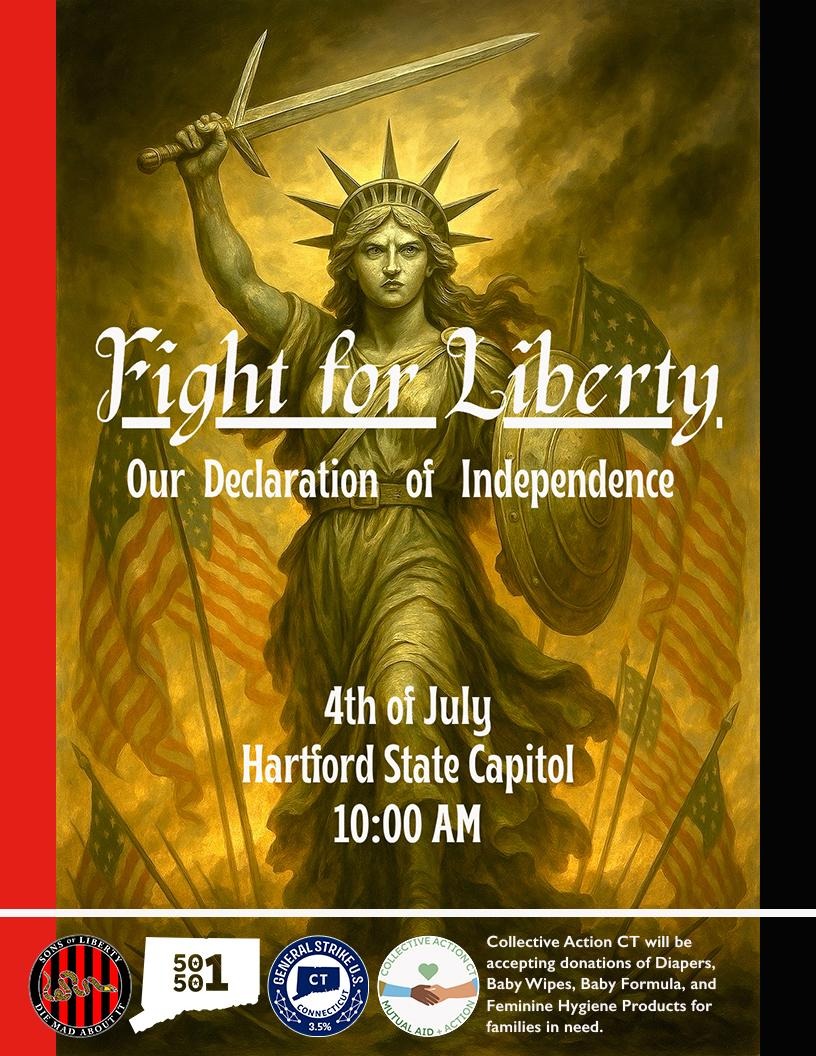 Fight for Liberty
Our Declaration of Independence
4th of July
Hartford State Capitol
10:00 AM
SONS OF LIBERTY
DIE MAD ABOUT IT
50 50 1
GENERAL STRIKE U.S.
CT
CONNECTICUT
3.5%
COLLECTIVE ACTION CT
MUTUAL AID + ACTION
Collective Action CT will be
accepting donations of Diapers,
Baby Wipes, Baby Formula, and
Feminine Hygiene Products for
families in need.